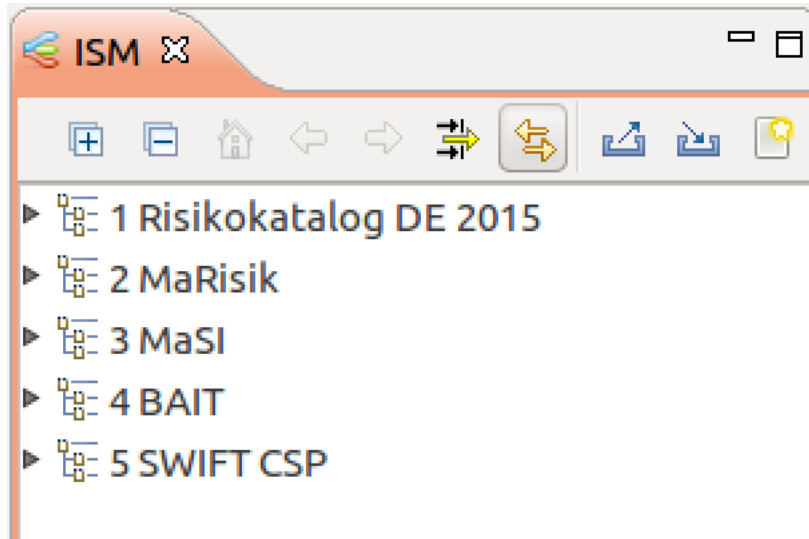 ISM
1 Risikokatalog DE 2015
2 MaRisik
3 MaSI
4 BAIT
5 SWIFT CSP